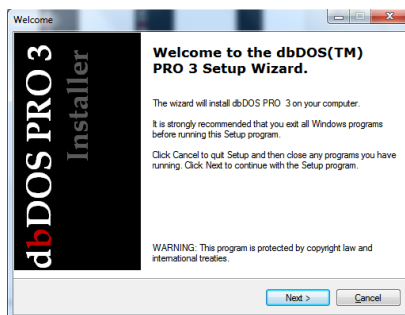 Welcome
dbDOS PRO 3
Installer
Welcome to the dbDOS(TM)
PRO 3 Setup Wizard.
The wizard will install dbDOS PRO  3 on your computer.
It is strongly recommended that you exit all Windows programs
before running this Setup program.
Click Cancel to quit Setup and then close any programs you have
running. Click Next to continue with the Setup program.
WARNING: This program is protected by copyright law and
international treaties.
Next >
Cancel